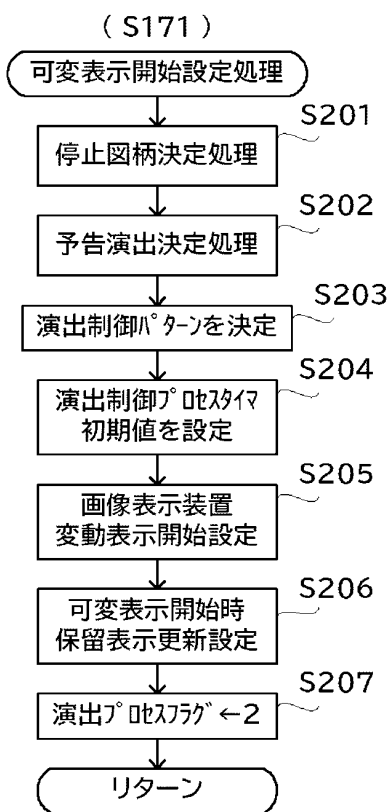 ( S171 )
可変表示開始設定処理
S201
停止図柄決定処理
S202
予告演出決定処理
S203
演出制御ﾊﾟﾀｰﾝを決定
S204
演出制御ﾌﾟﾛｾｽﾀｲﾏ
初期値を設定
S205
画像表示装置
変動表示開始設定
S206
可変表示開始時
保留表示更新設定
S207
演出ﾌﾟﾛｾｽﾌﾗｸﾞ←2
リターン